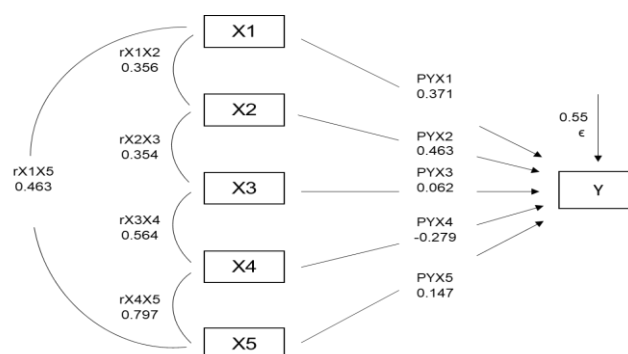 X1
rX1X2
0.356
PYX1
0.371
X2
0.55
€
rX2X3
0.354
PYX2
0.463
rX1X5
0.463
PYX3
0.062
X3
Y
rX3X4
0.564
PYX4
-0.279
X4
PYX5
0.147
rX4X5
0.797
X5